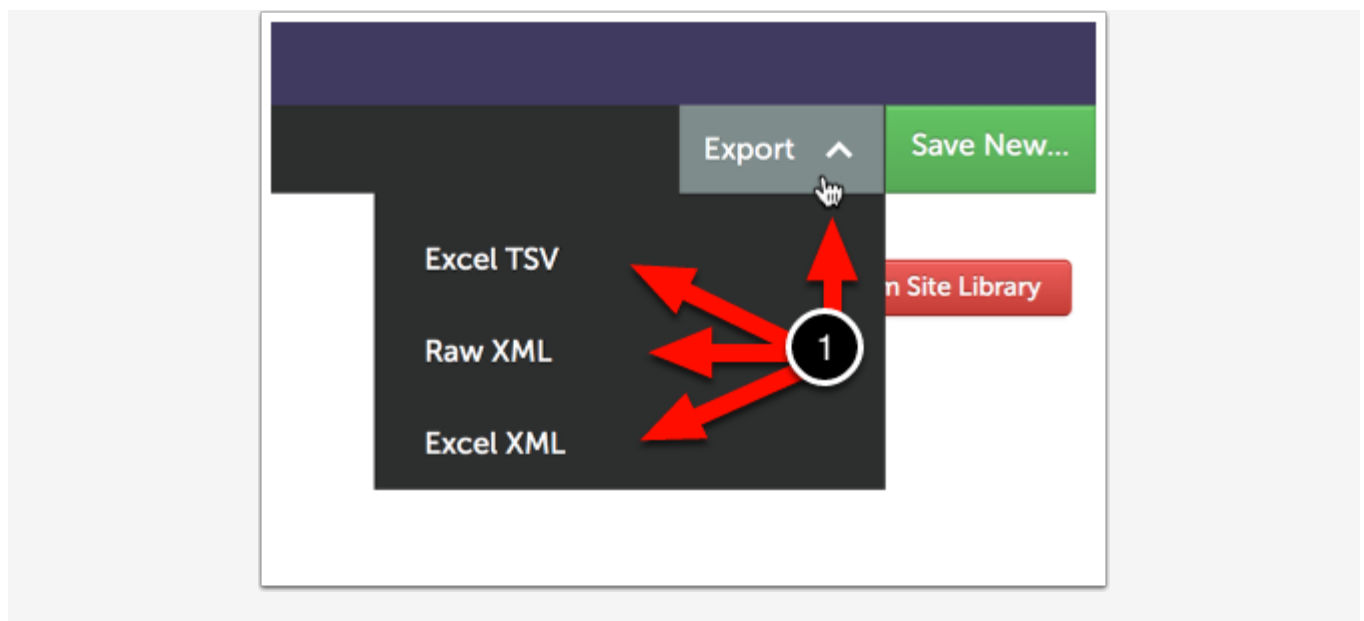 Export
Save New...
Excel TSV
Site Library
Raw XML
1
Excel XML